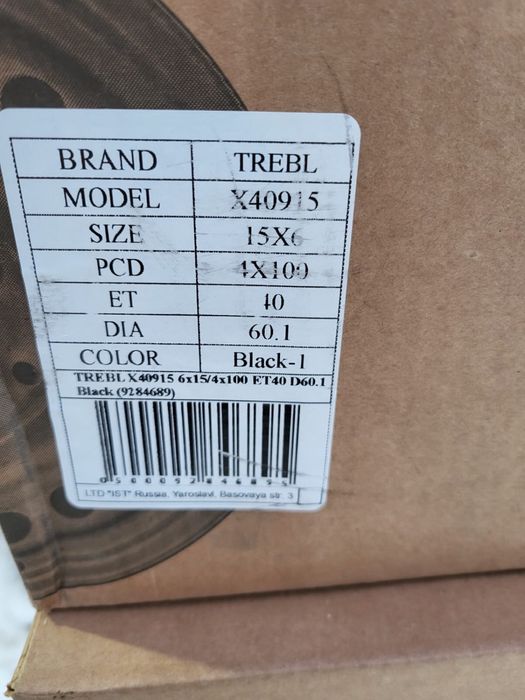 BRAND TREBL
MODEL X40915
SIZE 15X6
PCD 4X100
ET 40
DIA 60.1
COLOR Black-1
TREBL X40915 6x15/4x100 ET40 D60.1
Black (9284689)
0500092846895
LTD "IST" Russia, Yaroslavl, Basovaya str. 3